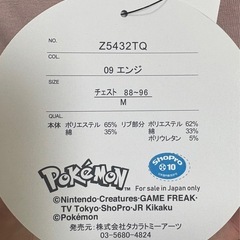 NO. Z5432TQ
COL. 09 エンジ
SIZE チェスト 88~96
M
QUAL.
本体 ポリエステル 65% リブ部分 ポリエステル 62%
綿 35% 綿 33%
ポリウレタン 5%
POKÉMON
ShoPro
※10
For sale in Japan only
©Nintendo・Creatures・GAME FREAK・
TV Tokyo・ShoPro・JR Kikaku
©Pokémon
発売元：株式会社タカラトミーアーツ
03-5680-4824